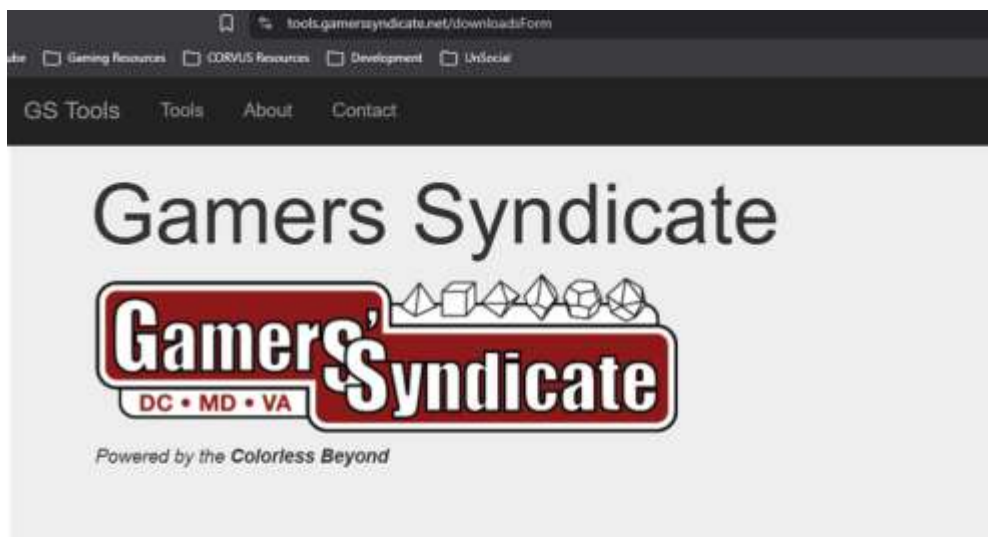 tools.gamerssyndicate.net/downloadsForm
Gaming Resources CORVUS Resources Development UnSocial
GS Tools Tools About Contact
Gamers Syndicate
Gamers' Syndicate
DC • MD • VA
Powered by the Colorless Beyond